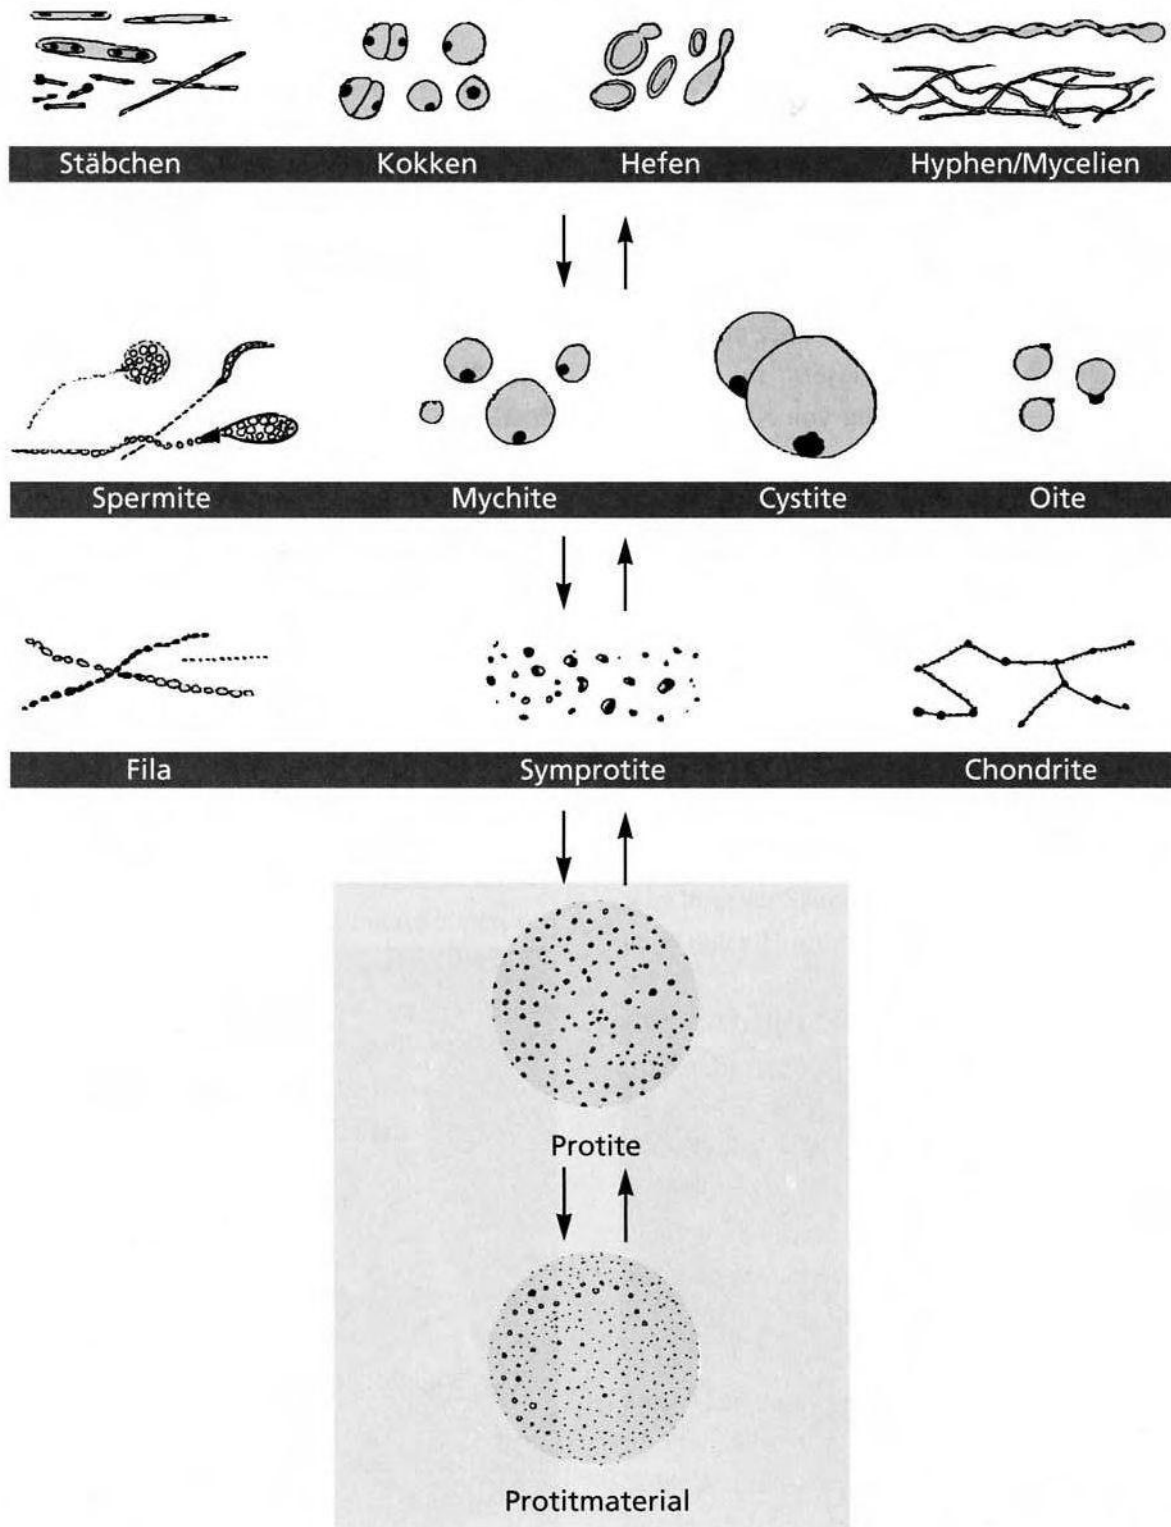 Stäbchen Kokken Hefen Hyphen/Mycelien
Spermite Mychite Cystite Oite
Fila Symprotite Chondrite
Protite
Protitmaterial